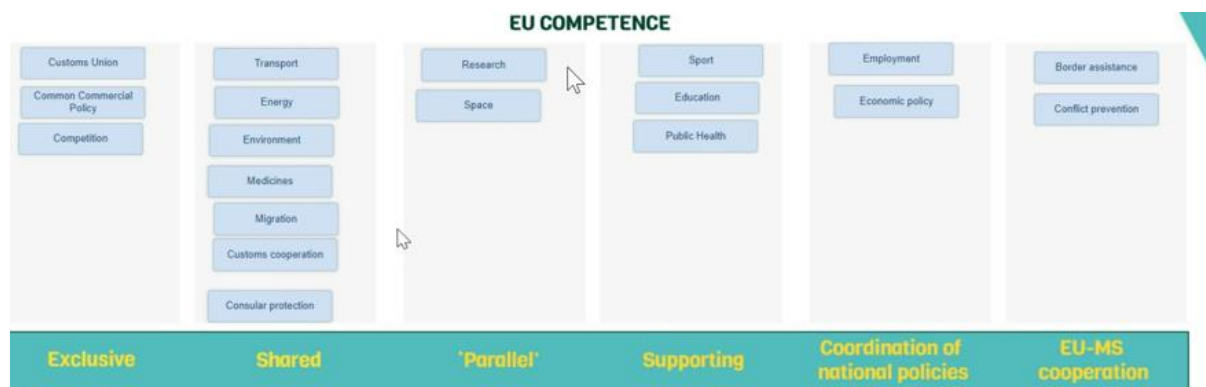 EU COMPETENCE
Customs Union
Common Commercial
Policy
Competition
Transport
Energy
Environment
Medicines
Migration
Customs cooperation
Consular protection
Research
Space
Sport
Education
Public Health
Employment
Economic policy
Border assistance
Conflict prevention
Exclusive
Shared
'Parallel'
Supporting
Coordination of
national policies
EU-MS
cooperation